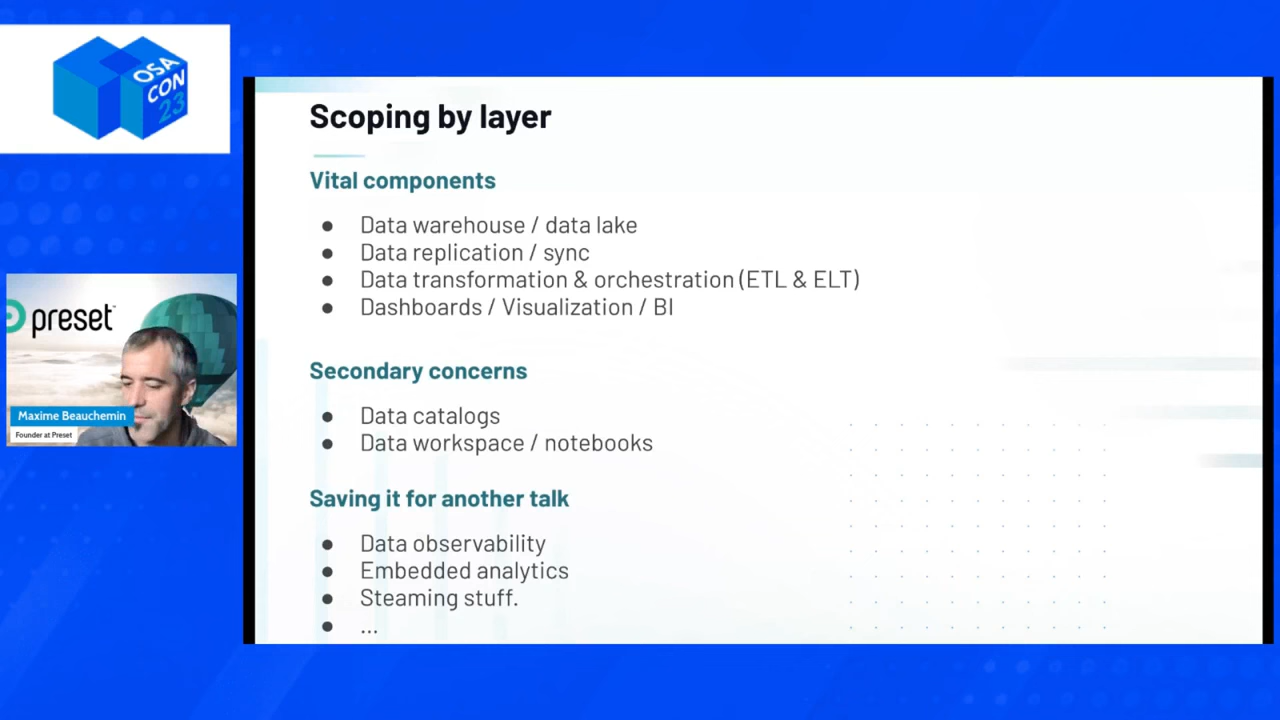 OSA
CON
23
preset™
Maxime Beauchemin
Founder at Preset
Scoping by layer
Vital components
● Data warehouse / data lake
● Data replication / sync
● Data transformation & orchestration (ETL & ELT)
● Dashboards / Visualization / BI
Secondary concerns
● Data catalogs
● Data workspace / notebooks
Saving it for another talk
● Data observability
● Embedded analytics
● Steaming stuff.
● ...